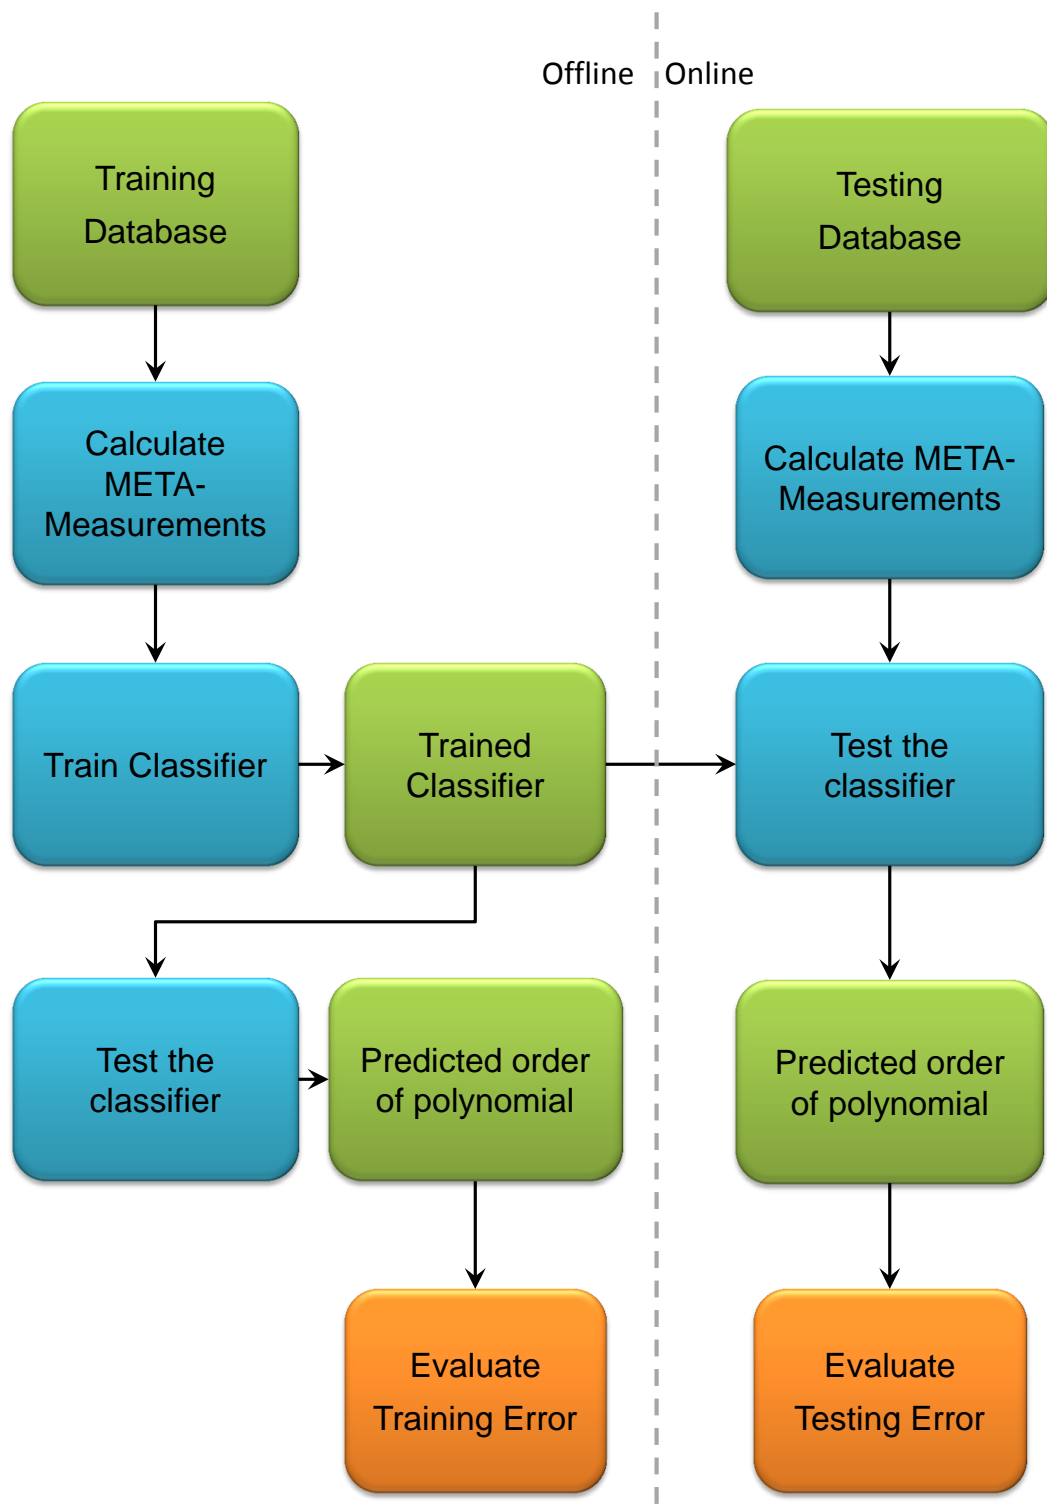 Offline
Online
Training
Database
Testing
Database
Calculate
META-
Measurements
Calculate META-
Measurements
Train Classifier
Trained
Classifier
Test the
classifier
Test the
classifier
Predicted order
of polynomial
Predicted order
of polynomial
Evaluate
Training Error
Evaluate
Testing Error